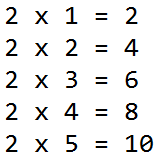 2 x 1 = 2
2 x 2 = 4
2 x 3 = 6
2 x 4 = 8
2 x 5 = 10